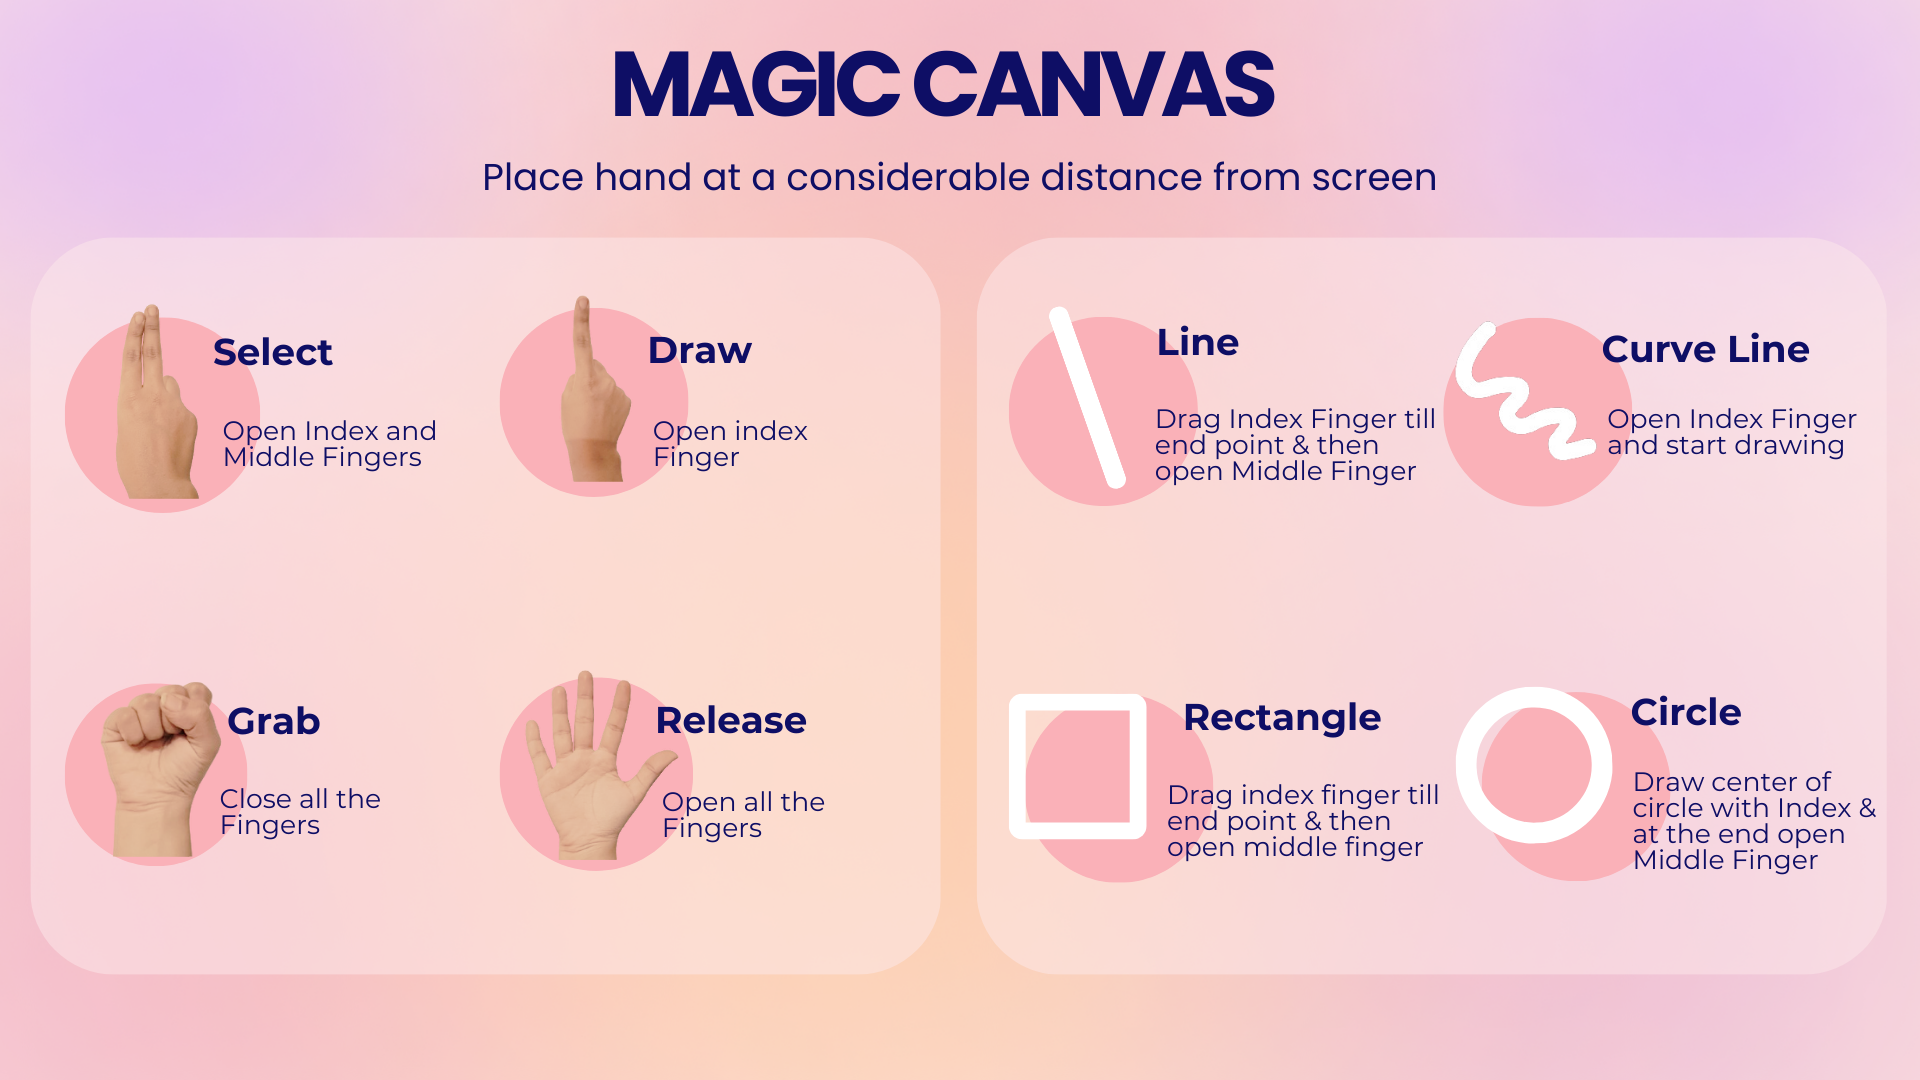 MAGIC CANVAS
Place hand at a considerable distance from screen
Select
Open Index and
Middle Fingers
Draw
Open index
Finger
Grab
Close all the
Fingers
Release
Open all the
Fingers
Line
Drag Index Finger till
end point & then
open Middle Finger
Curve Line
Open Index Finger
and start drawing
Rectangle
Drag index finger till
end point & then
open middle finger
Circle
Draw center of
circle with Index &
at the end open
Middle Finger